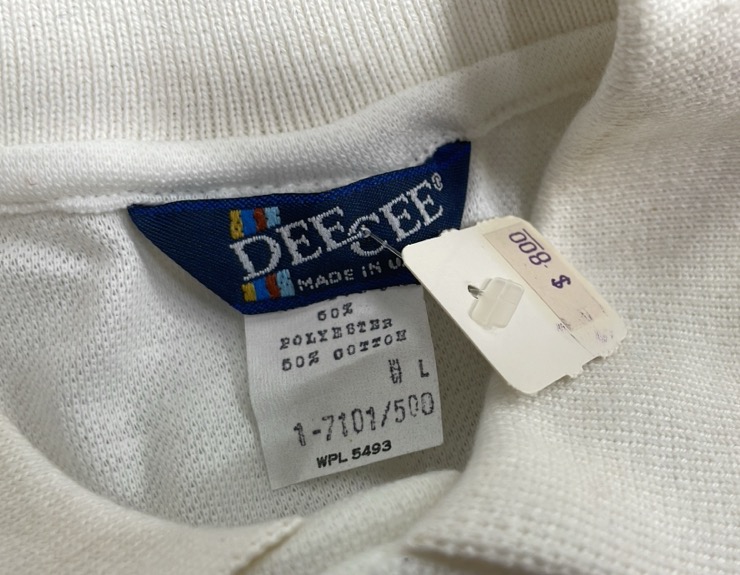 DEE CEE®
MADE IN U
50%
POLYESTER
50% COTTON
L
1-7101/500
WPL 5493
$ .800